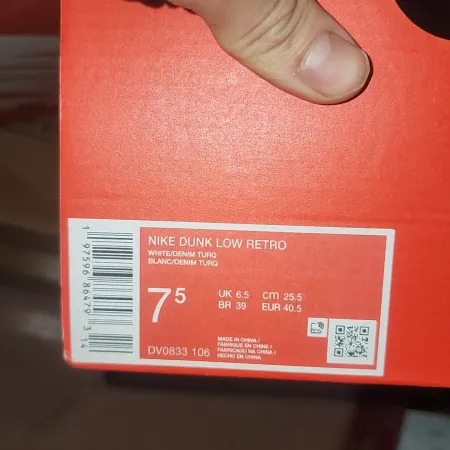 NIKE DUNK LOW RETRO
WHITE/DENIM TURQ
BLANC/DENIM TURQ
7⁵
UK 6.5 CM 25.5
BR 39 EUR 40.5
MADE IN CHINA /
FABRIQUE EN CHINE /
FABRICADO NA CHINA /
HECHO EN CHINA
DV0833 106
1 97596 86479 3 14